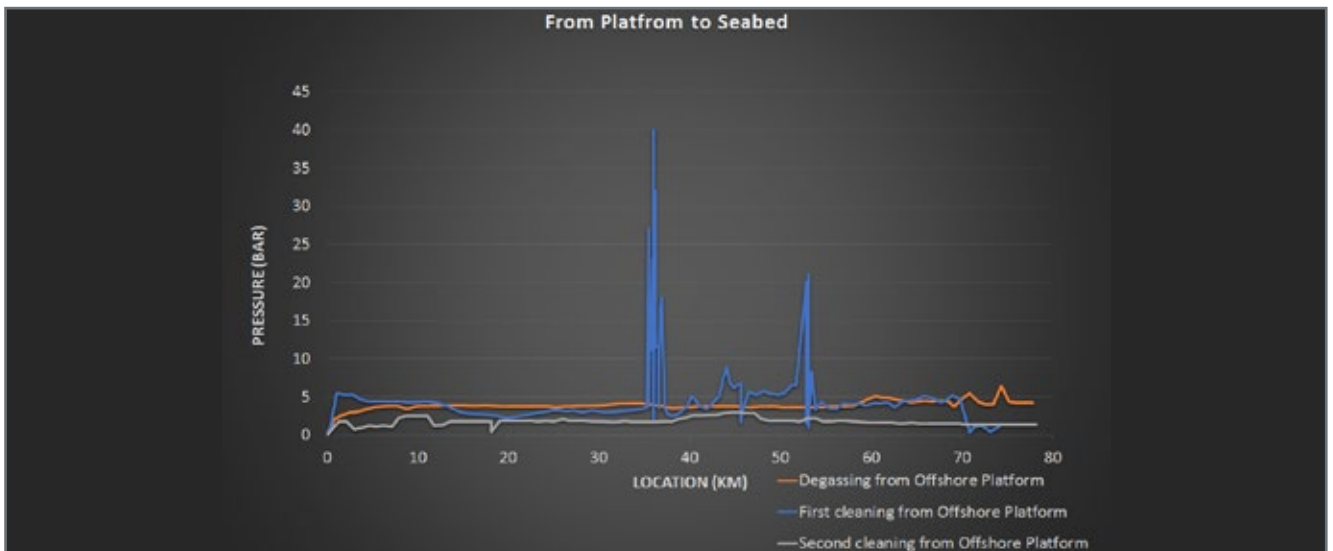 From Platfrom to Seabed
45
40
35
30
25
20
15
10
5
0
PRESSURE (BAR)
0 10 20 30 40 50 60 70 80
LOCATION (KM)
Degassing from Offshore Platform
First cleaning from Offshore Platform
Second cleaning from Offshore Platform